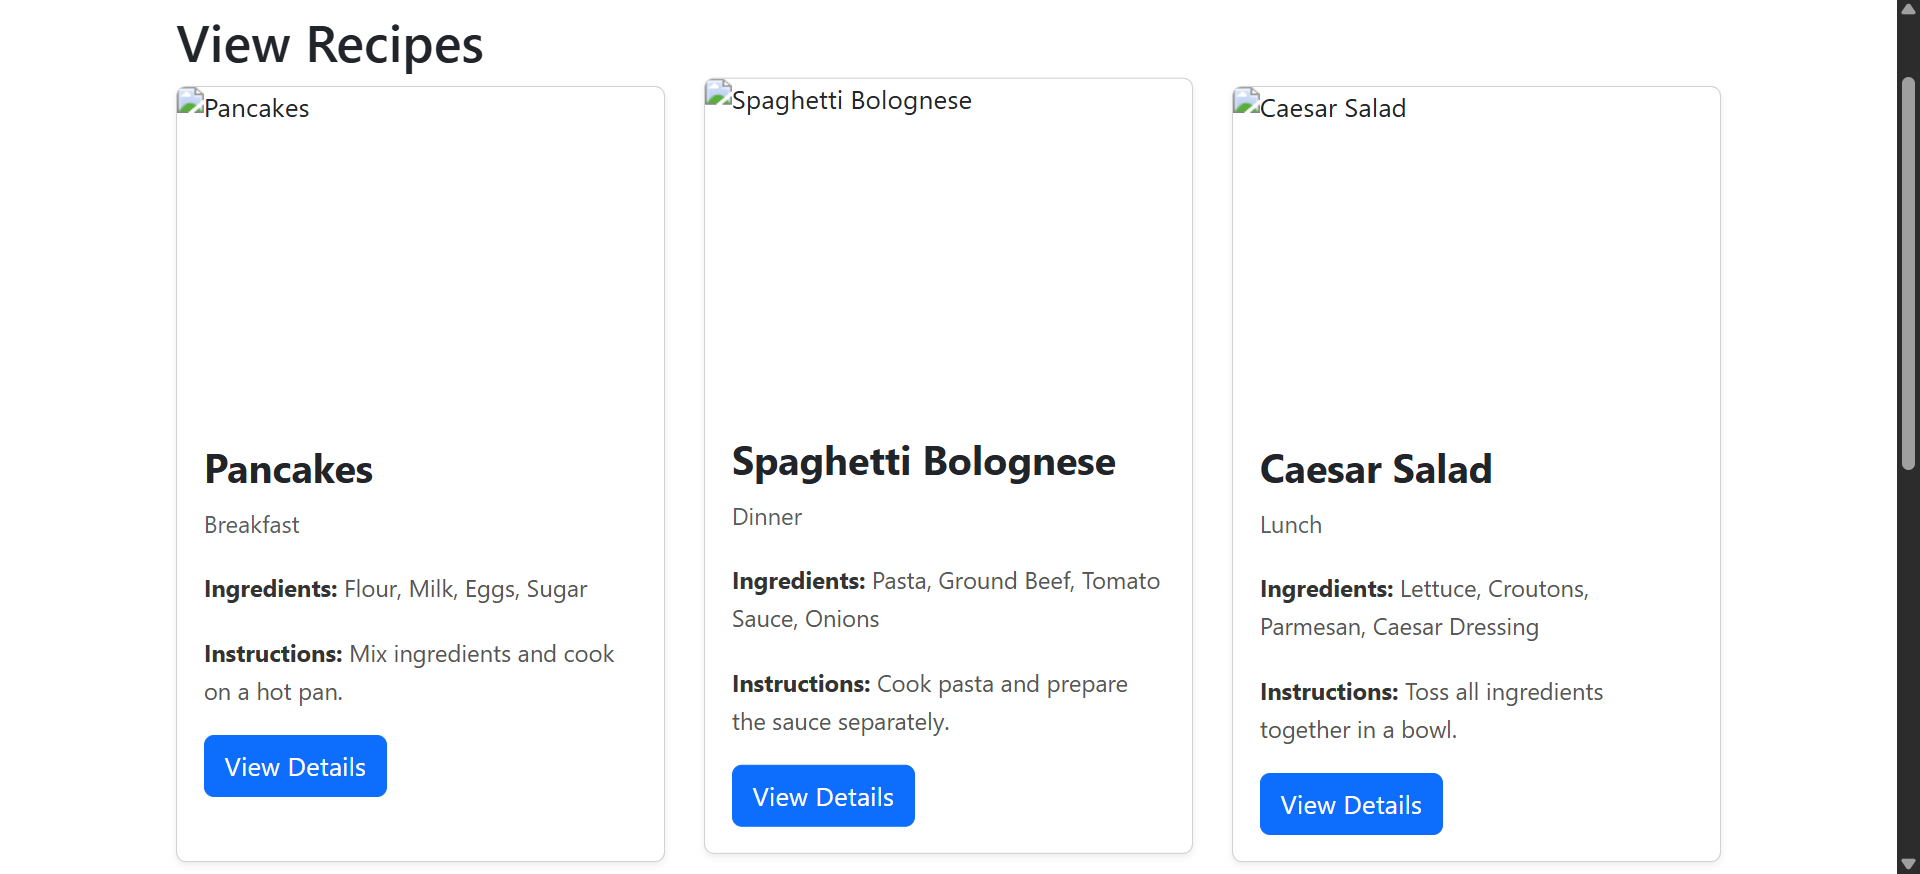 View Recipes
Pancakes
Pancakes
Breakfast
Ingredients: Flour, Milk, Eggs, Sugar
Instructions: Mix ingredients and cook
on a hot pan.
View Details
Spaghetti Bolognese
Spaghetti Bolognese
Dinner
Ingredients: Pasta, Ground Beef, Tomato
Sauce, Onions
Instructions: Cook pasta and prepare
the sauce separately.
View Details
Caesar Salad
Caesar Salad
Lunch
Ingredients: Lettuce, Croutons,
Parmesan, Caesar Dressing
Instructions: Toss all ingredients
together in a bowl.
View Details